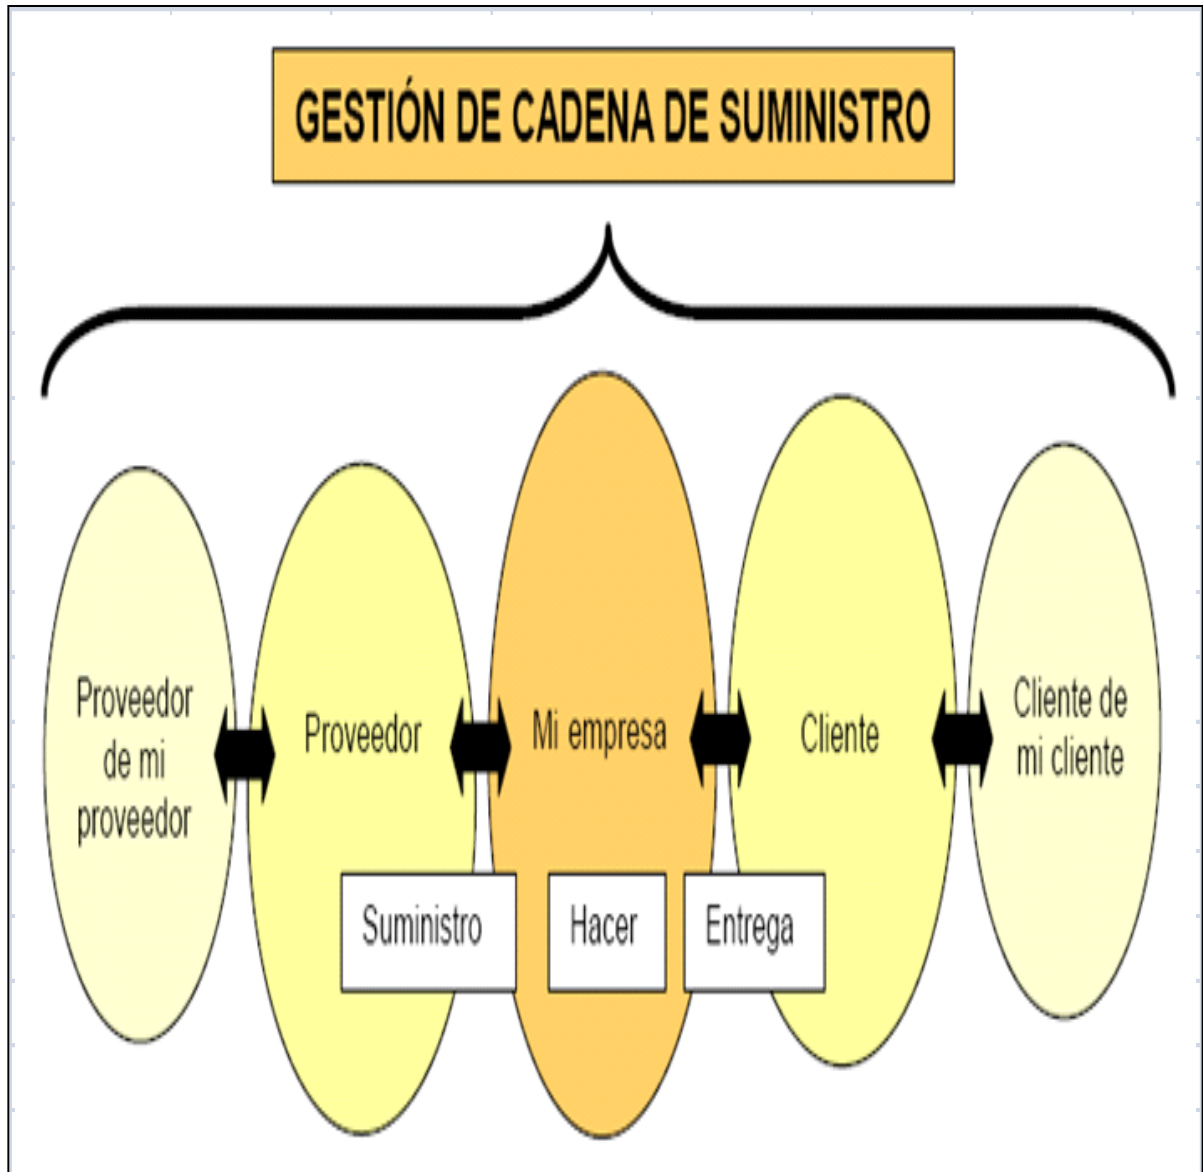 GESTIÓN DE CADENA DE SUMINISTRO
Proveedor
de mi
proveedor
Proveedor
Mi empresa
Cliente
Cliente de
mi cliente
Suministro
Hacer
Entrega